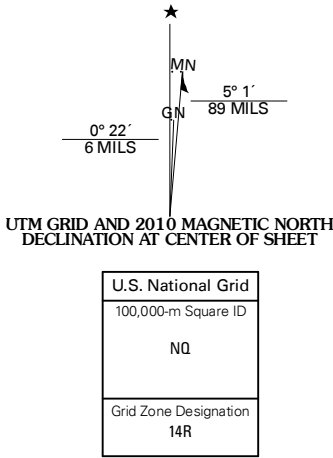 ★
MN
5° 1´
89 MILS
GN
0° 22´
6 MILS
UTM GRID AND 2010 MAGNETIC NORTH
DECLINATION AT CENTER OF SHEET
U.S. National Grid
100,000-m Square ID
NQ
Grid Zone Designation
14R